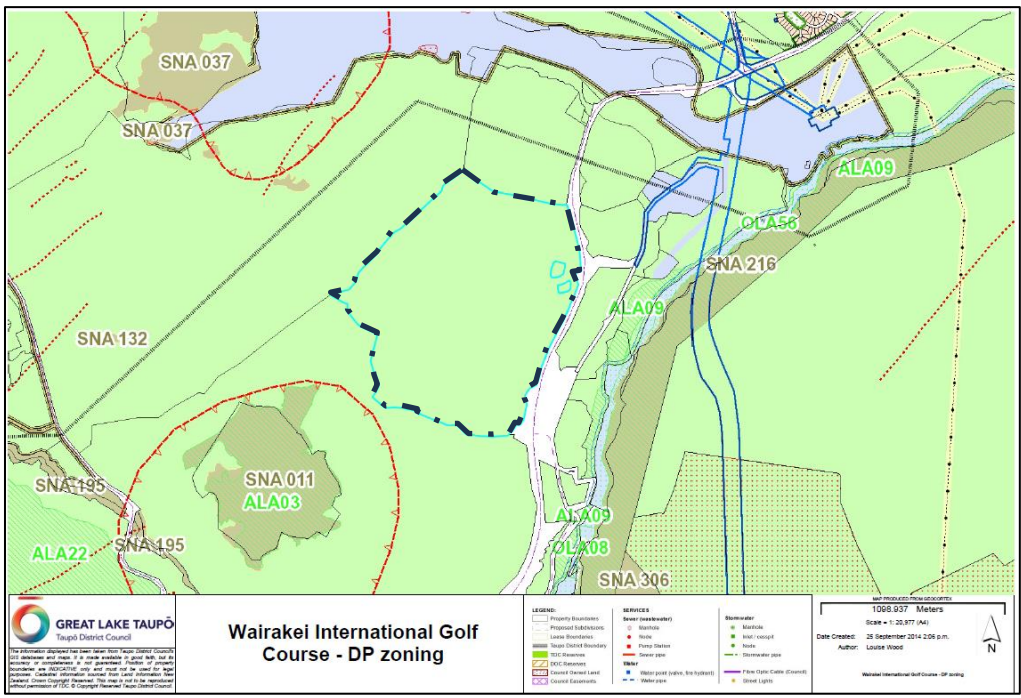 SNA 037
SNA 037
ALA09
OLA56
SNA 216
ALA09
SNA 132
SNA 011
ALA03
SNA 195
SNA 195
ALA22
ALA09
OLA08
SNA 306
GREAT LAKE TAUPŌ
Taupō District Council
Wairakei International Golf
Course - DP zoning
LEGEND:
Property Boundaries
Proposed Subdivisions
Lease Boundaries
Taupo District Boundary
TDC Reserves
DOC Reserves
Council Owned Land
Council Easements
SERVICES
Sewer (wastewater)
Manhole
Node
Pump Station
Sewer pipe
Water
Water point (valve, fire hydrant)
Water pipe
Stormwater
Manhole
Inlet / cesspit
Node
Stormwater pipe
Fibre Optic Cable (Council)
Street Lights
MAP PRODUCED FROM GEOCORTEX
1098.937 Meters
Scale = 1: 20,977 (A4)
Date Created: 25 September 2014 2:06 p.m.
Author: Louise Wood
N
Wairakei International Golf Course - DP zoning